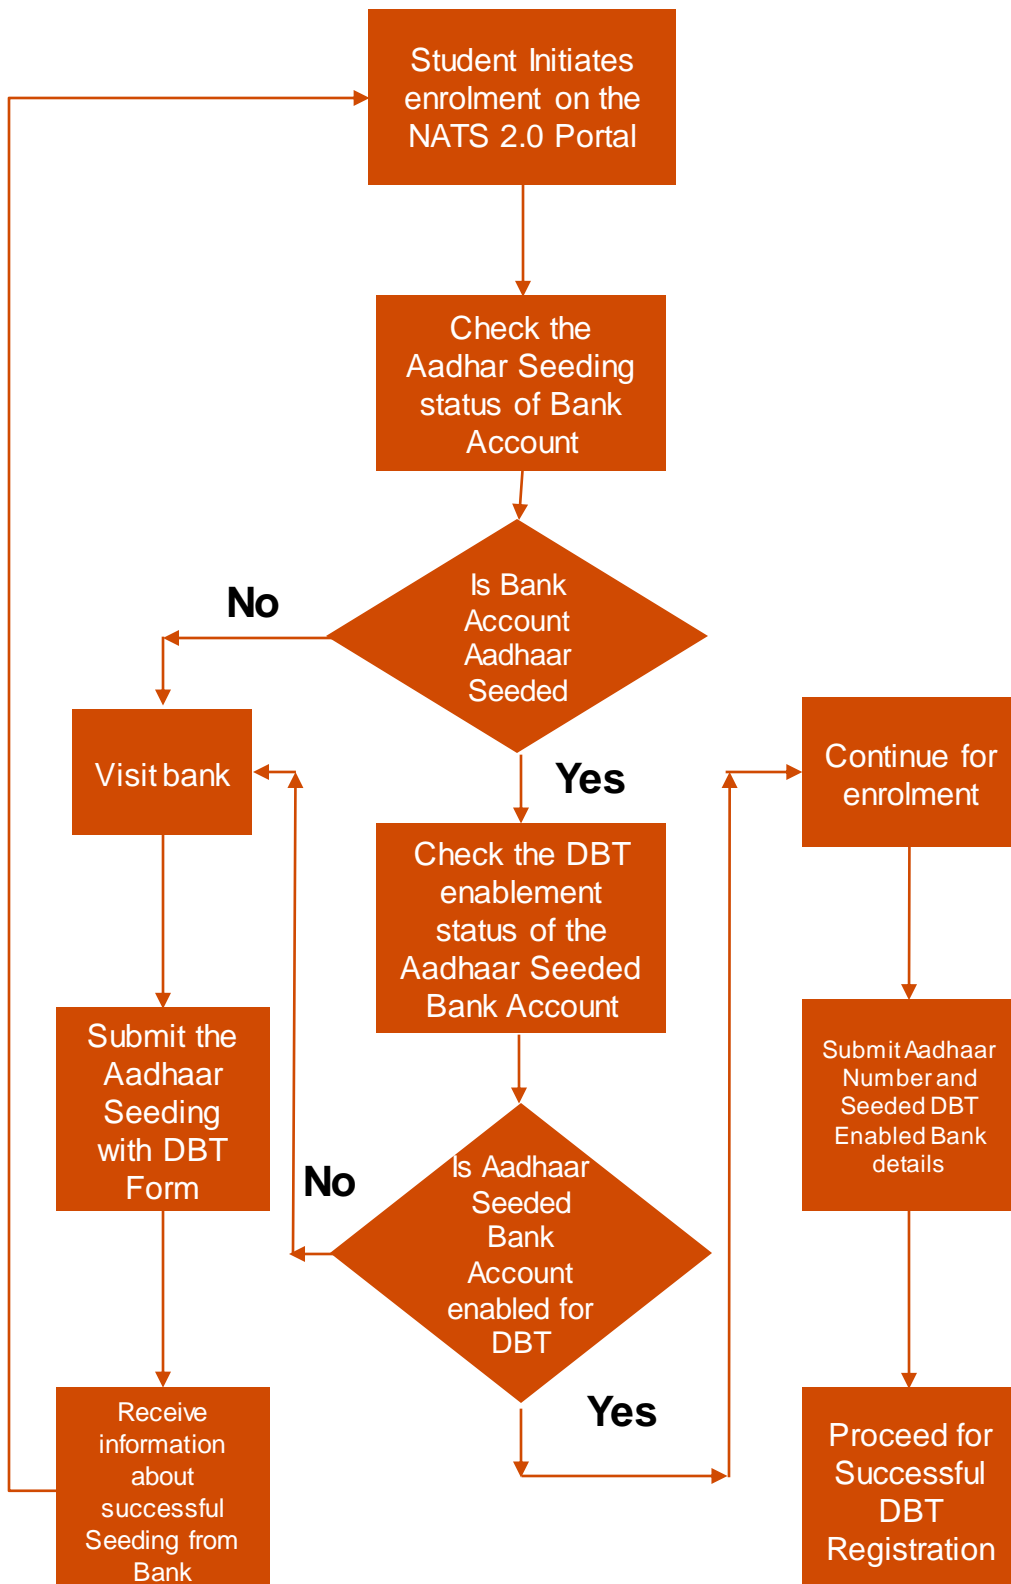 Student Initiates
enrolment on the
NATS 2.0 Portal
Check the
Aadhar Seeding
status of Bank
Account
Is Bank
Account
Aadhaar
Seeded
No
Yes
Visit bank
Submit the
Aadhaar
Seeding
with DBT
Form
Receive
information
about
successful
Seeding from
Bank
Check the DBT
enablement
status of the
Aadhaar Seeded
Bank Account
Is Aadhaar
Seeded
Bank
Account
enabled for
DBT
No
Yes
Continue for
enrolment
Submit Aadhaar
Number and
Seeded DBT
Enabled Bank
details
Proceed for
Successful
DBT
Registration